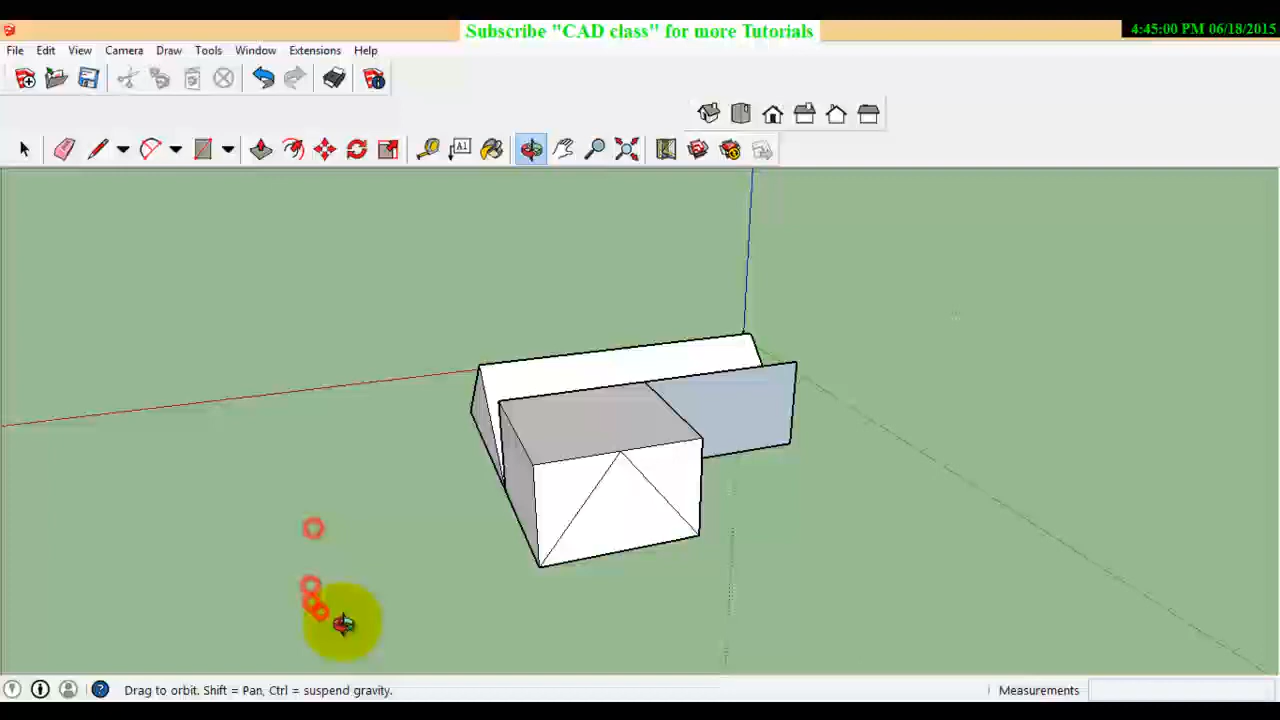 Subscribe "CAD class" for more Tutorials
4:45:00 PM 06/18/2015
File Edit View Camera Draw Tools Window Extensions Help
A1
Drag to orbit. Shift = Pan, Ctrl = suspend gravity.
Measurements